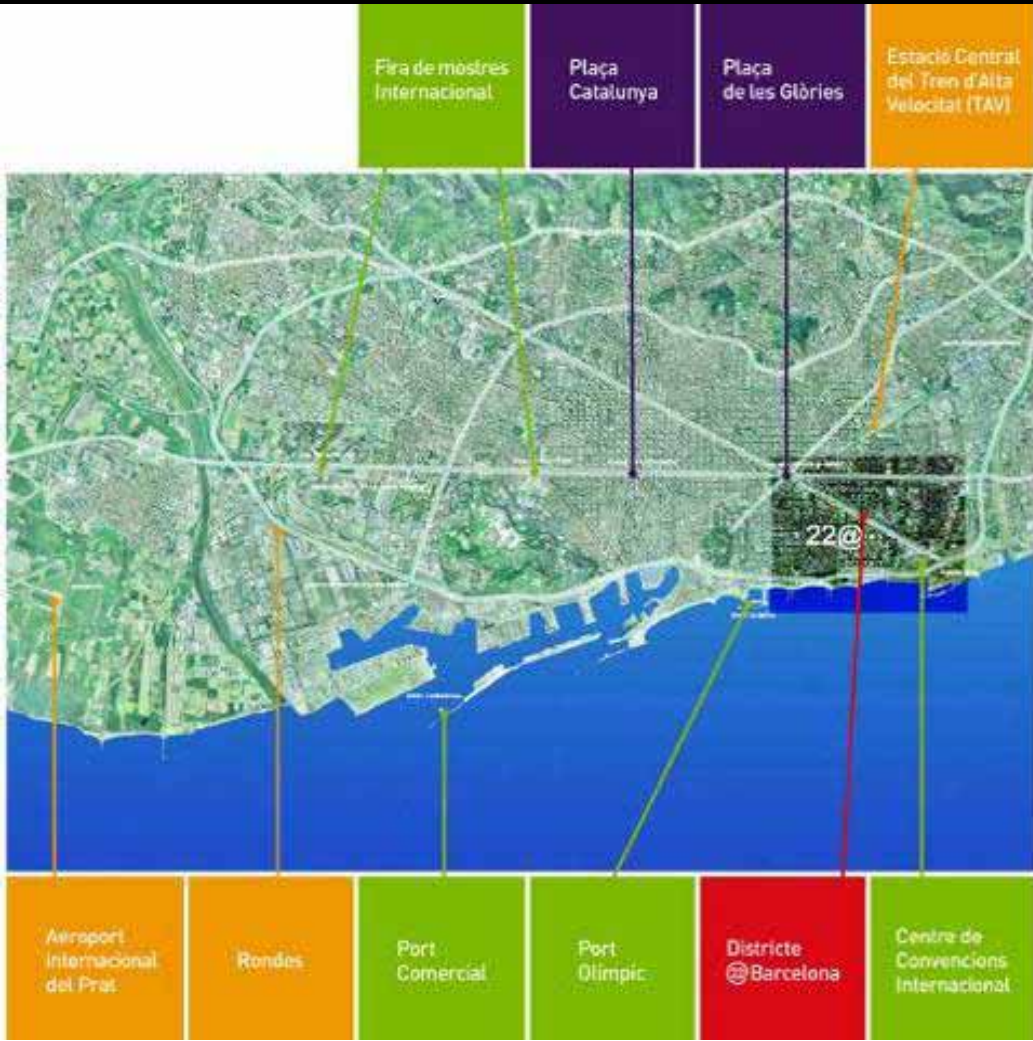 Fira de mostres
Internacional
Plaça
Catalunya
Plaça
de les Glòries
Estació Central
del Tren d'Alta
Velocitat (TAV)
22@
Aeroport
internacional
del Prat
Rondes
Port
Comercial
Port
Olímpic
Districte
22@Barcelona
Centre de
Convencions
Internacional